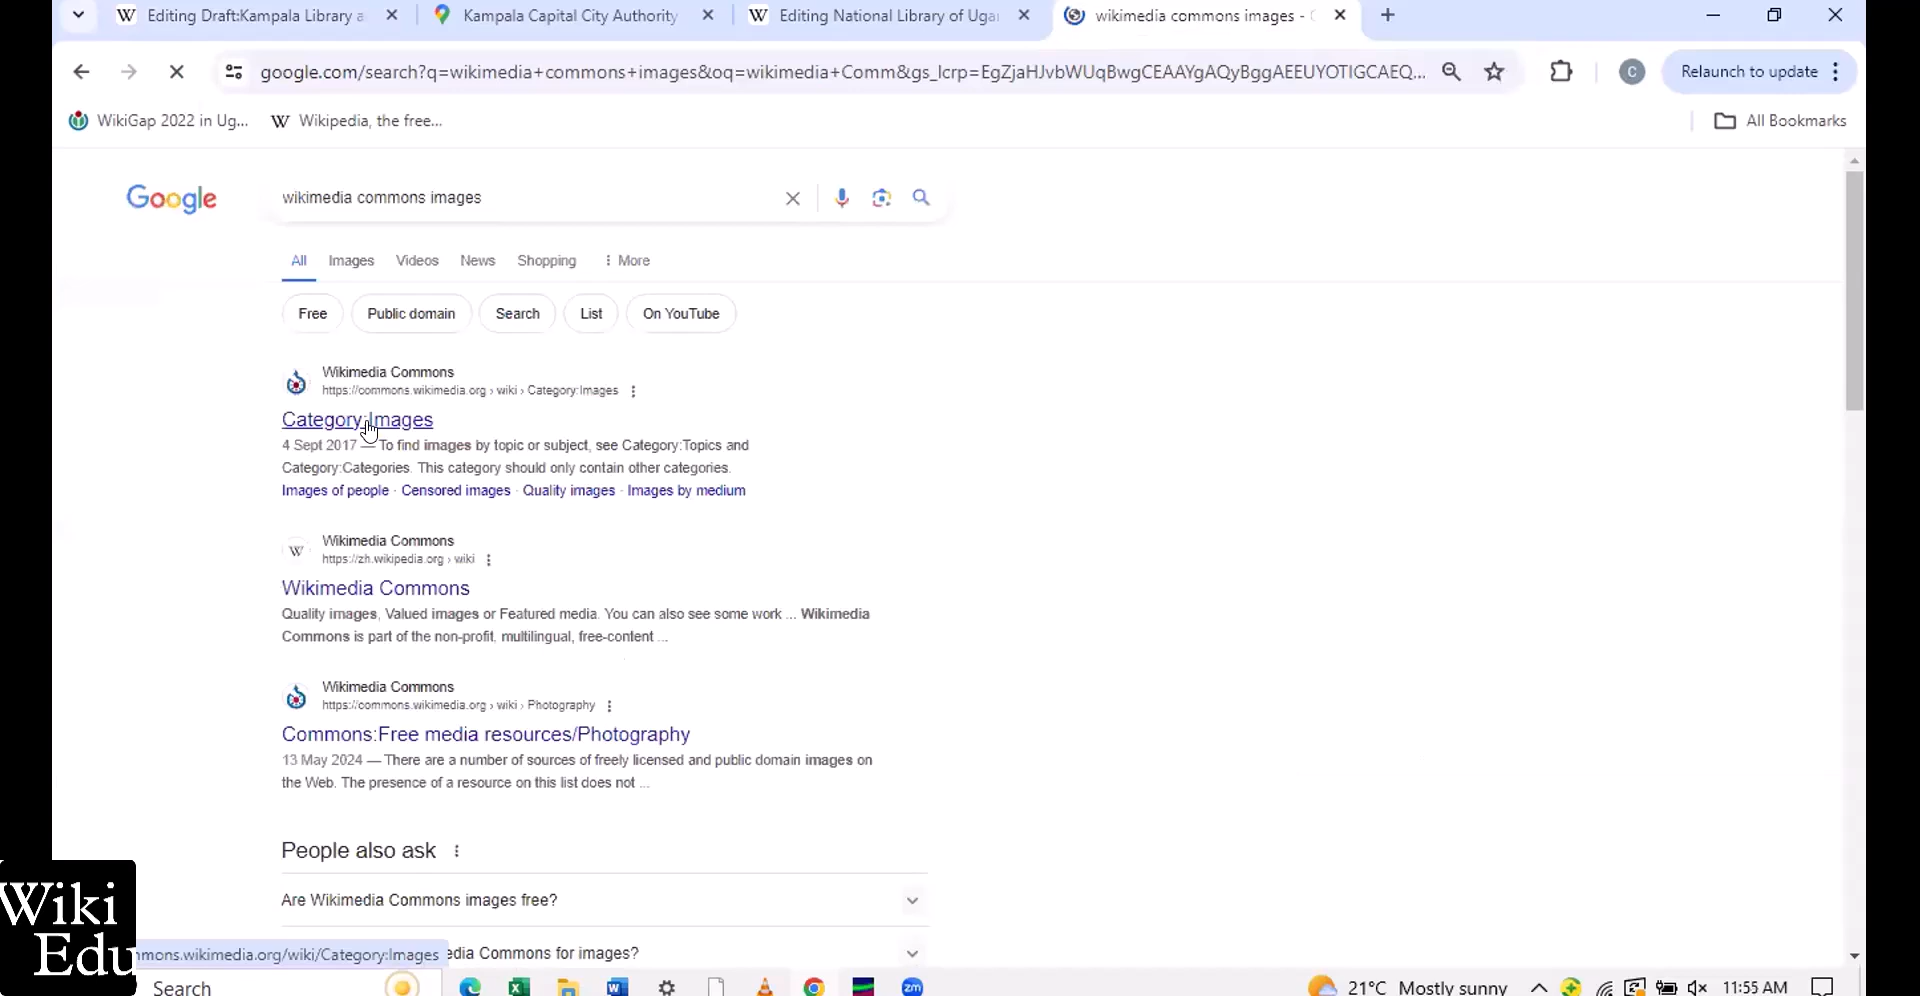 Editing Draft:Kampala Library a
Kampala Capital City Authority
Editing National Library of Ugan
wikimedia commons images -
google.com/search?q=wikimedia+commons+images&oq=wikimedia+Comm&gs_lcrp=EgZjaHJvbWUqBwgCEAAYgAQyBggAEEUYOTIGCAEQ...
C
Relaunch to update
WikiGap 2022 in Ug...
Wikipedia, the free...
All Bookmarks
Google
wikimedia commons images
All
Images
Videos
News
Shopping
More
Free
Public domain
Search
List
On YouTube
Wikimedia Commons
https://commons.wikimedia.org › wiki › Category:Images
Category:Images
4 Sept 2017 — To find images by topic or subject, see Category:Topics and
Category:Categories. This category should only contain other categories.
Images of people · Censored images · Quality images · Images by medium
Wikimedia Commons
https://zh.wikipedia.org › wiki
Wikimedia Commons
Quality images, Valued images or Featured media. You can also see some work ... Wikimedia
Commons is part of the non-profit, multilingual, free-content ...
Wikimedia Commons
https://commons.wikimedia.org › wiki › Photography
Commons:Free media resources/Photography
13 May 2024 — There are a number of sources of freely licensed and public domain images on
the Web. The presence of a resource on this list does not ...
People also ask
Are Wikimedia Commons images free?
edia Commons for images?
mmons.wikimedia.org/wiki/Category:Images
Wiki
Edu
Search
zm
21°C Mostly sunny
11:55 AM